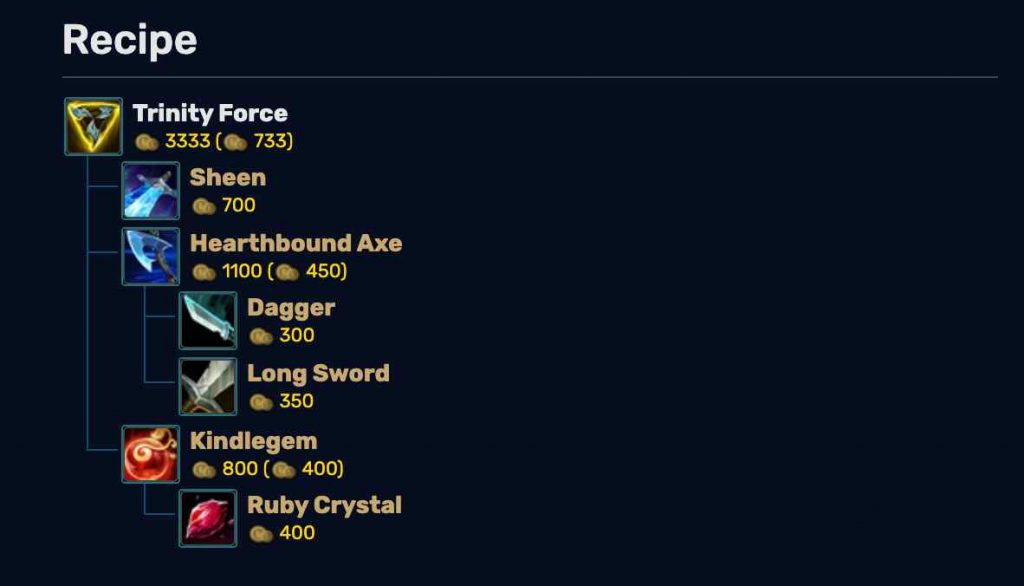 Recipe
Trinity Force
3333 ( 733)
Sheen
700
Hearthbound Axe
1100 ( 450)
Dagger
300
Long Sword
350
Kindlegem
800 ( 400)
Ruby Crystal
400